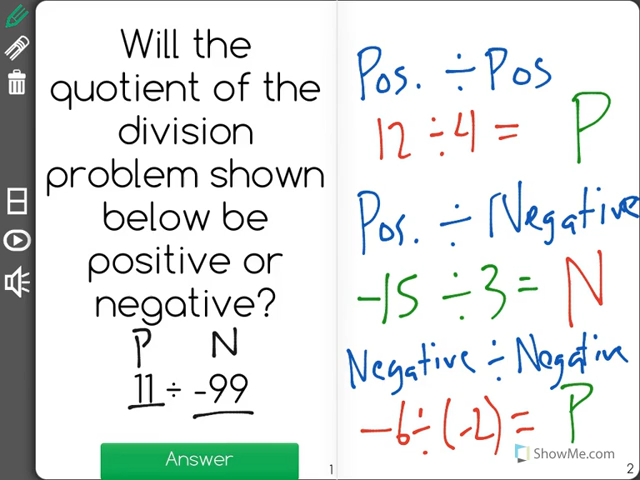 Will the
quotient of the
division
problem shown
below be
positive or
negative?
P N
11 ÷ -99
Answer
1
Pos. ÷ Pos
12 ÷ 4 = P
Pos. ÷ Negative
-15 ÷ 3 = N
Negative ÷ Negative
-6 ÷ (-2) = P
ShowMe.com
2